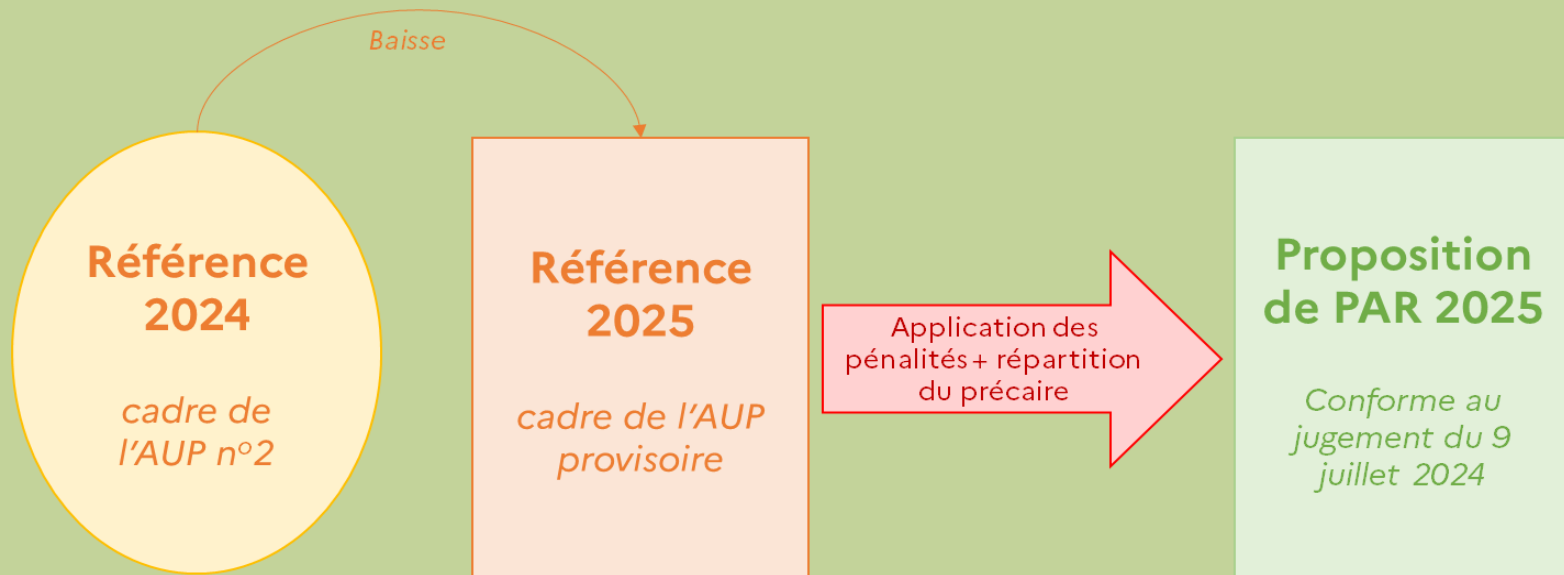 Baisse
Référence
2024
cadre de
l’AUP n°2
Référence
2025
cadre de l’AUP
provisoire
Application des
pénalités + répartition
du précaire
Proposition
de PAR 2025
Conforme au
jugement du 9
juillet 2024